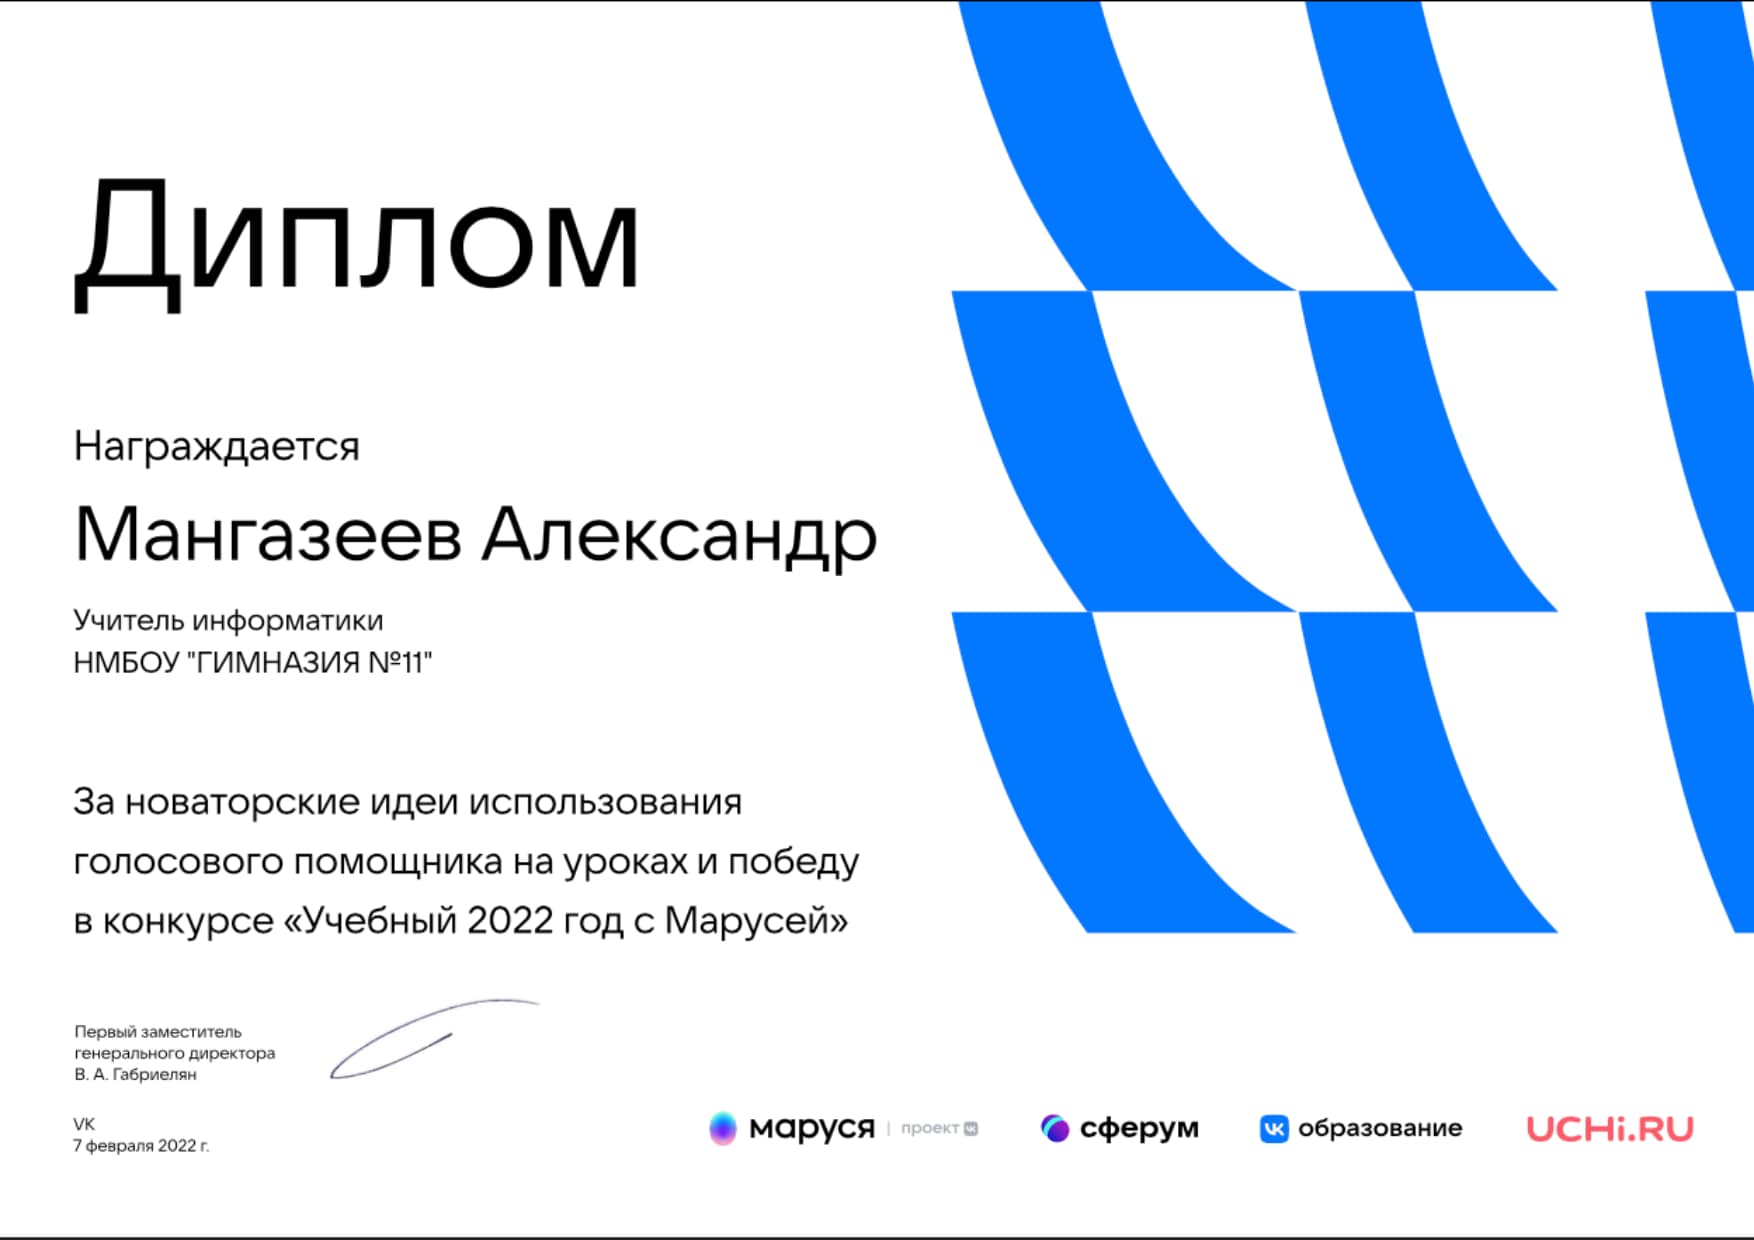 Диплом
Награждается
Мангазеев Александр
Учитель информатики
НМБОУ "ГИМНАЗИЯ №11"
За новаторские идеи использования
голосового помощника на уроках и победу
в конкурсе «Учебный 2022 год с Марусей»
Первый заместитель
генерального директора
В. А. Габриелян
VK
7 февраля 2022 г.
маруся | проект VK сферум VK образование UCHi.RU